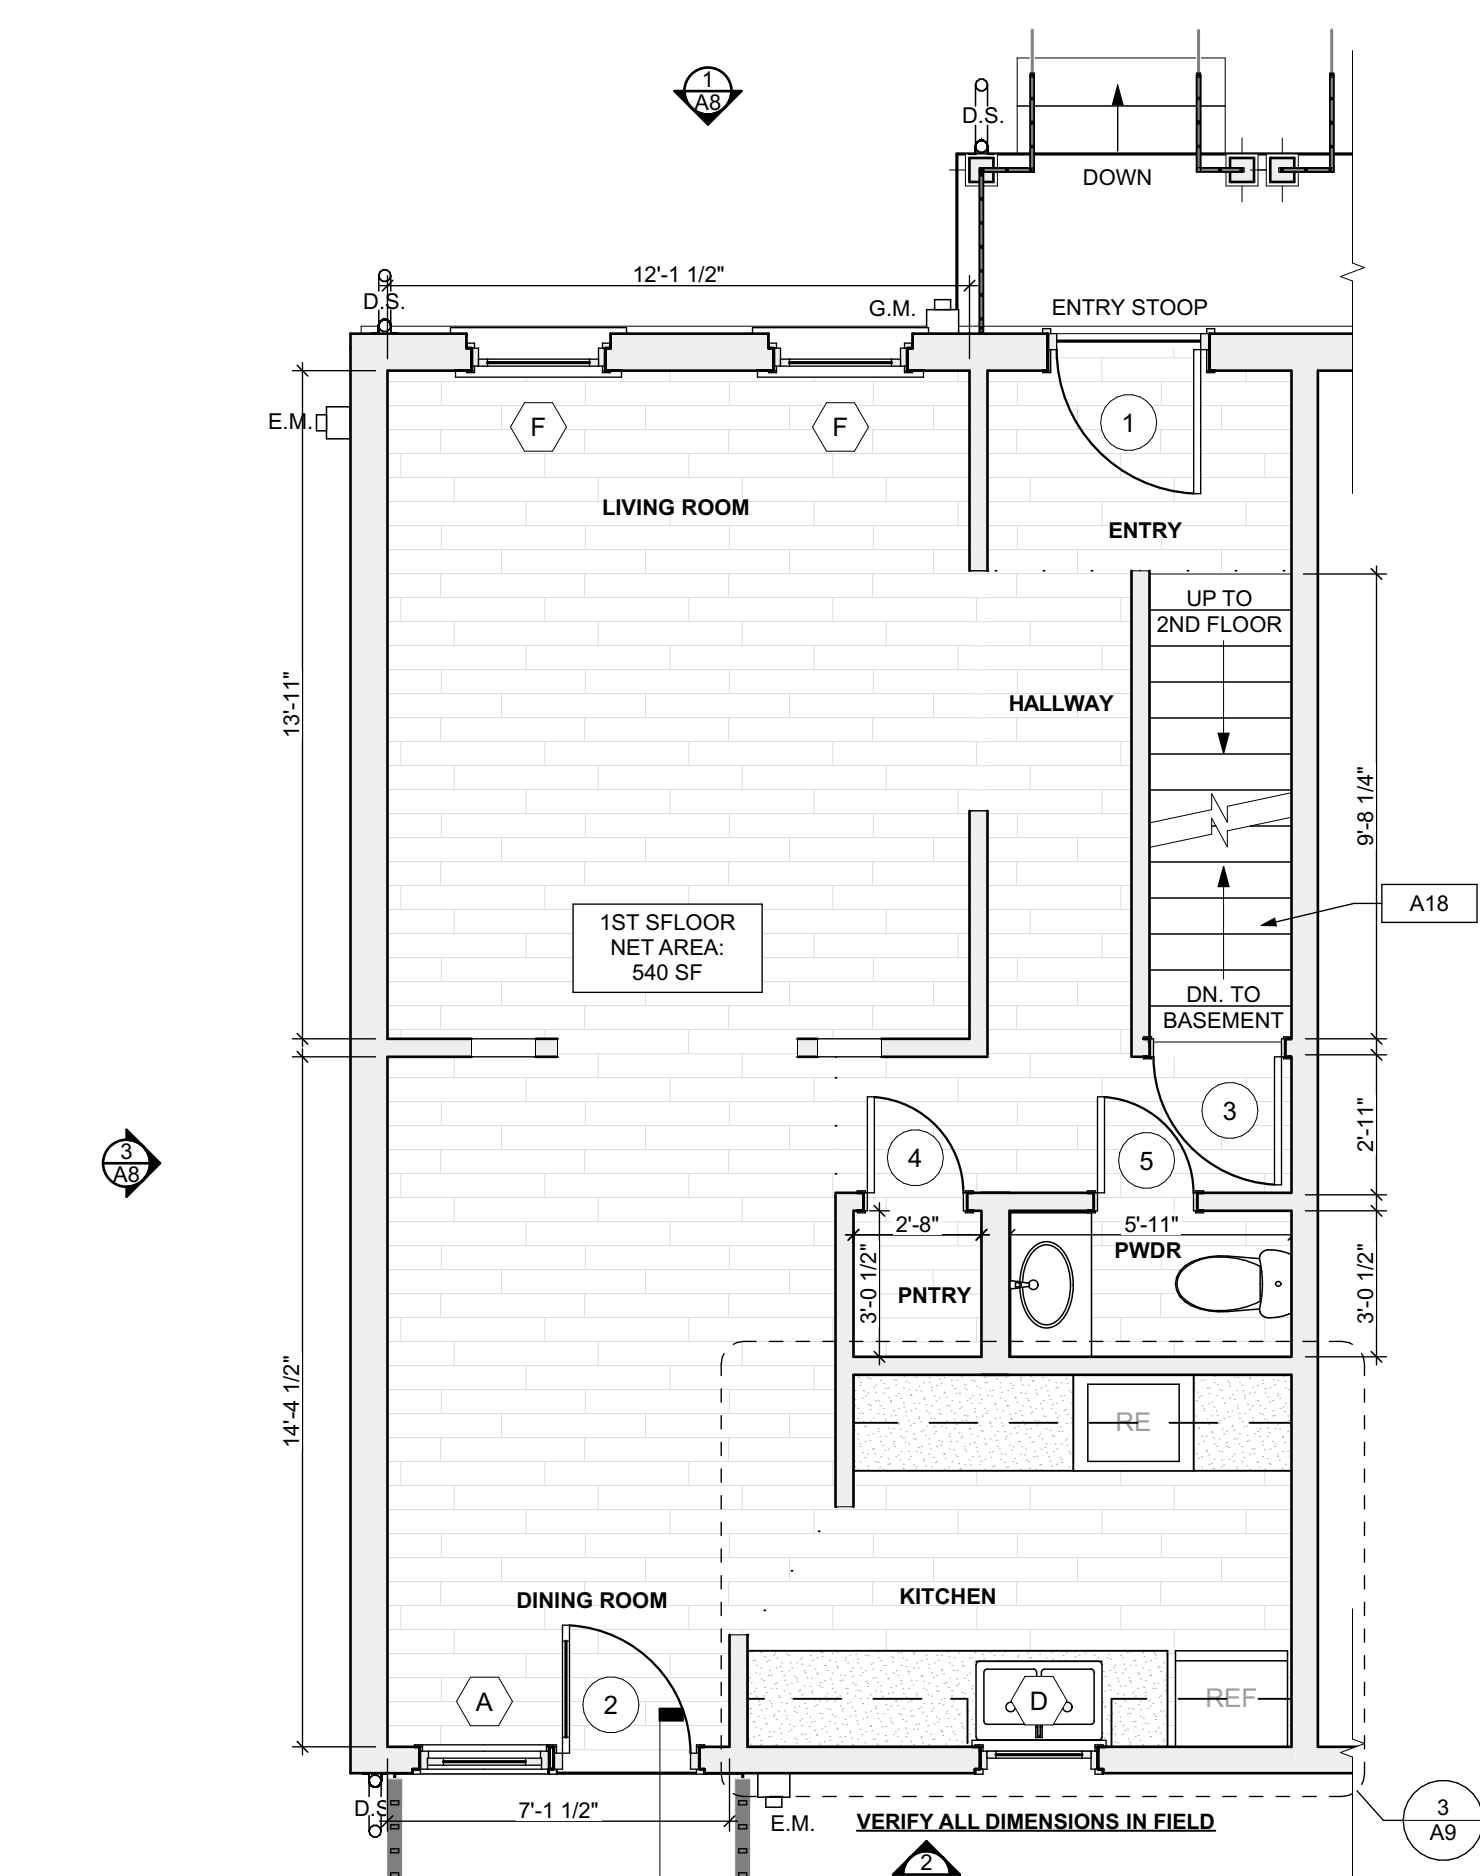 1
A8
D.S.
DOWN
12'-1 1/2"
D.S.
G.M.
ENTRY STOOP
E.M.
F
F
1
LIVING ROOM
ENTRY
UP TO
2ND FLOOR
HALLWAY
13'-11"
9'-8 1/4"
A18
1ST SFLOOR
NET AREA:
540 SF
DN. TO
BASEMENT
3
A8
3
4
5
2'-11"
2'-8"
5'-11"
PWDR
3'-0 1/2"
PNTRY
3'-0 1/2"
14'-4 1/2"
RE
DINING ROOM
KITCHEN
A
2
D
REF
D.S
7'-1 1/2"
E.M.
VERIFY ALL DIMENSIONS IN FIELD
3
A9
2